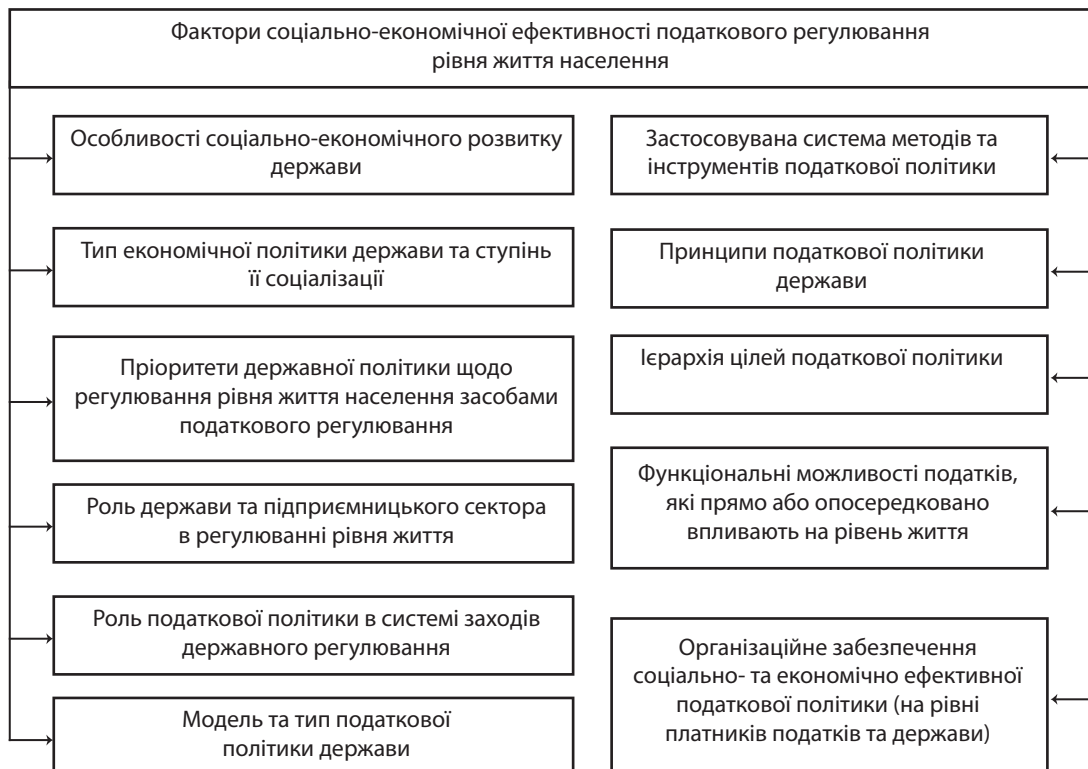 Фактори соціально-економічної ефективності податкового регулювання
рівня життя населення
Особливості соціально-економічного розвитку
держави
Тип економічної політики держави та ступінь
її соціалізації
Пріоритети державної політики щодо
регулювання рівня життя населення засобами
податкового регулювання
Роль держави та підприємницького сектора
в регулюванні рівня життя
Роль податкової політики в системі заходів
державного регулювання
Модель та тип податкової
політики держави
Застосовувана система методів та
інструментів податкової політики
Принципи податкової політики
держави
Ієрархія цілей податкової політики
Функціональні можливості податків,
які прямо або опосередковано
впливають на рівень життя
Організаційне забезпечення
соціально- та економічно ефективної
податкової політики (на рівні
платників податків та держави)